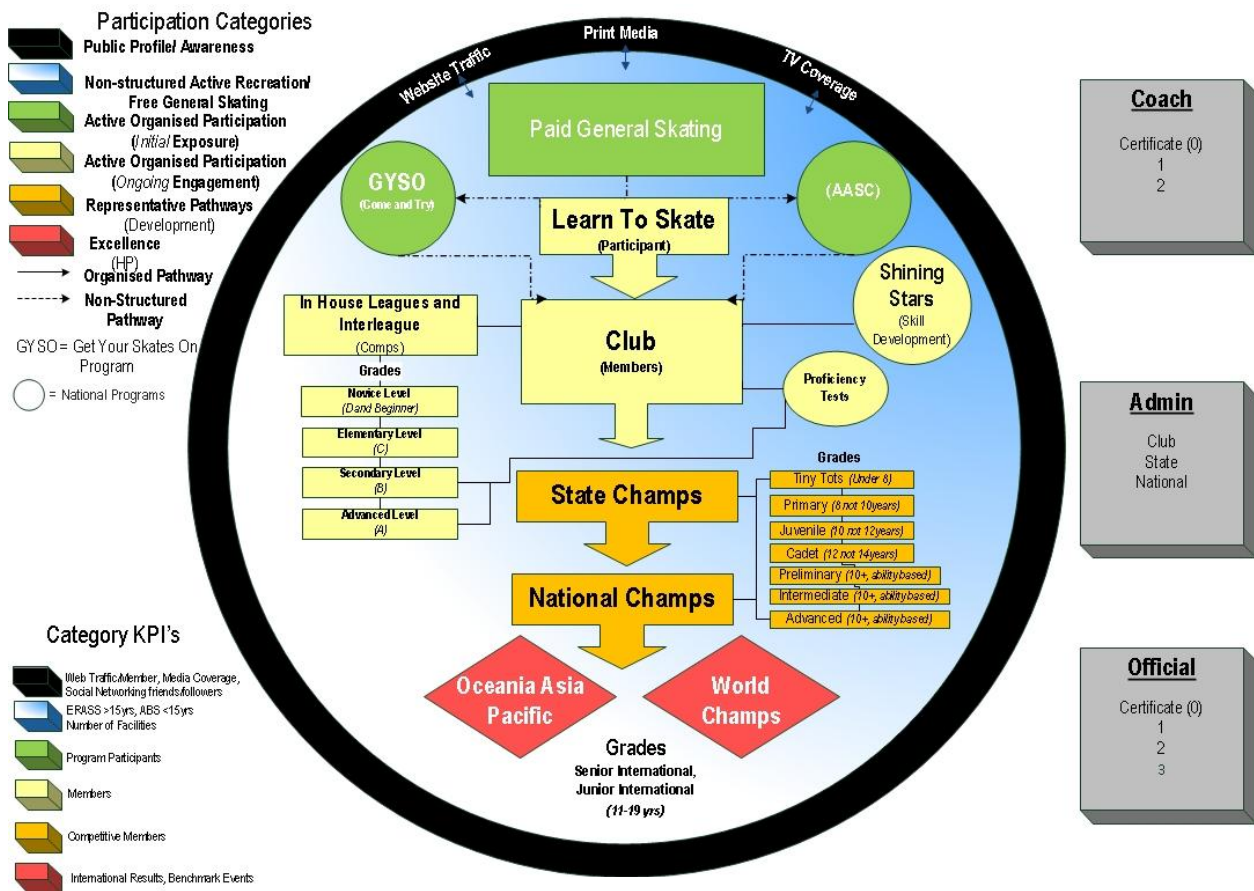 Participation Categories
Public Profile/ Awareness
Non-structured Active Recreation/
Free General Skating
Active Organised Participation
(Initial Exposure)
Active Organised Participation
(Ongoing Engagement)
Representative Pathways
(Development)
Excellence
(HP)
Organised Pathway
Non-Structured
Pathway
GYSO = Get Your Skates On
Program
= National Programs
Website Traffic
Print Media
TV Coverage
Paid General Skating
GYSO
(Come and Try)
(AASC)
Learn To Skate
(Participant)
Shining
Stars
(Skill
Development)
In House Leagues and
Interleague
(Comps)
Club
(Members)
Proficiency
Tests
Grades
Novice Level
(Dand Beginner)
Elementary Level
(C)
Secondary Level
(B)
Advanced Level
(A)
State Champs
National Champs
Grades
Tiny Tots (Under 8)
Primary (8 not 10years)
Juvenile (10 not 12years)
Cadet (12 not 14years)
Preliminary (10+, ability based)
Intermediate (10+, ability based)
Advanced (10+, ability based)
Oceania Asia
Pacific
World
Champs
Grades
Senior International,
Junior International
(11-19 yrs)
Category KPI's
Web Traffic/Member, Media Coverage,
Social Networking friends/followers
ERASS >15yrs, ABS <15yrs
Number of Facilities
Program Participants
Members
Competitive Members
International Results, Benchmark Events
Coach
Certificate (0)
1
2
Admin
Club
State
National
Official
Certificate (0)
1
2
3